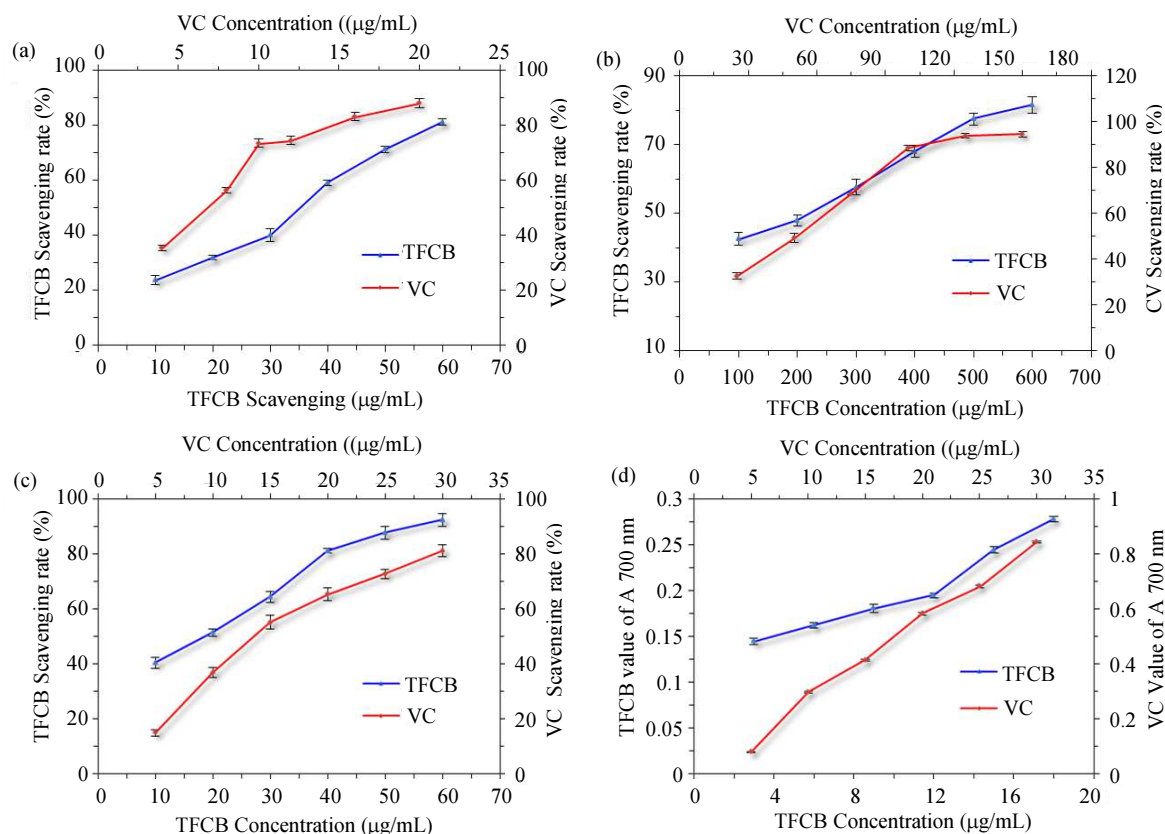 VC Concentration ((μg/mL)
(a)
0 5 10 15 20 25
100 80 60 40 20 0
TFCB Scavenging rate (%)
TFCB
VC
100 80 60 40 20 0
VC Scavenging rate (%)
0 10 20 30 40 50 60 70
TFCB Scavenging (μg/mL)
VC Concentration (μg/mL)
(b)
0 30 60 80 110 140 160 180
90 70 50 30 10
TFCB Scavenging rate (%)
TFCB
VC
120 100 80 60 40 20 0
CV Scavenging rate (%)
0 100 200 300 400 500 600 700
TFCB Concentration (μg/mL)
VC Concentration ((μg/mL)
(c)
0 5 10 15 20 25 30 35
100 80 60 40 20 0
TFCB Scavenging rate (%)
TFCB
VC
100 80 60 40 20 0
VC Scavenging rate (%)
10 20 30 40 50 60 70
TFCB Concentration (μg/mL)
VC Concentration ((μg/mL)
(d)
0 5 10 15 20 25 30 35
0.3 0.25 0.2 0.15 0.1 0.05 0
TFCB value of A 700 nm
TFCB
VC
1 0.8 0.6 0.4 0.2 0
VC Value of A 700 nm
4 8 12 16 20
TFCB Concentration (μg/mL)